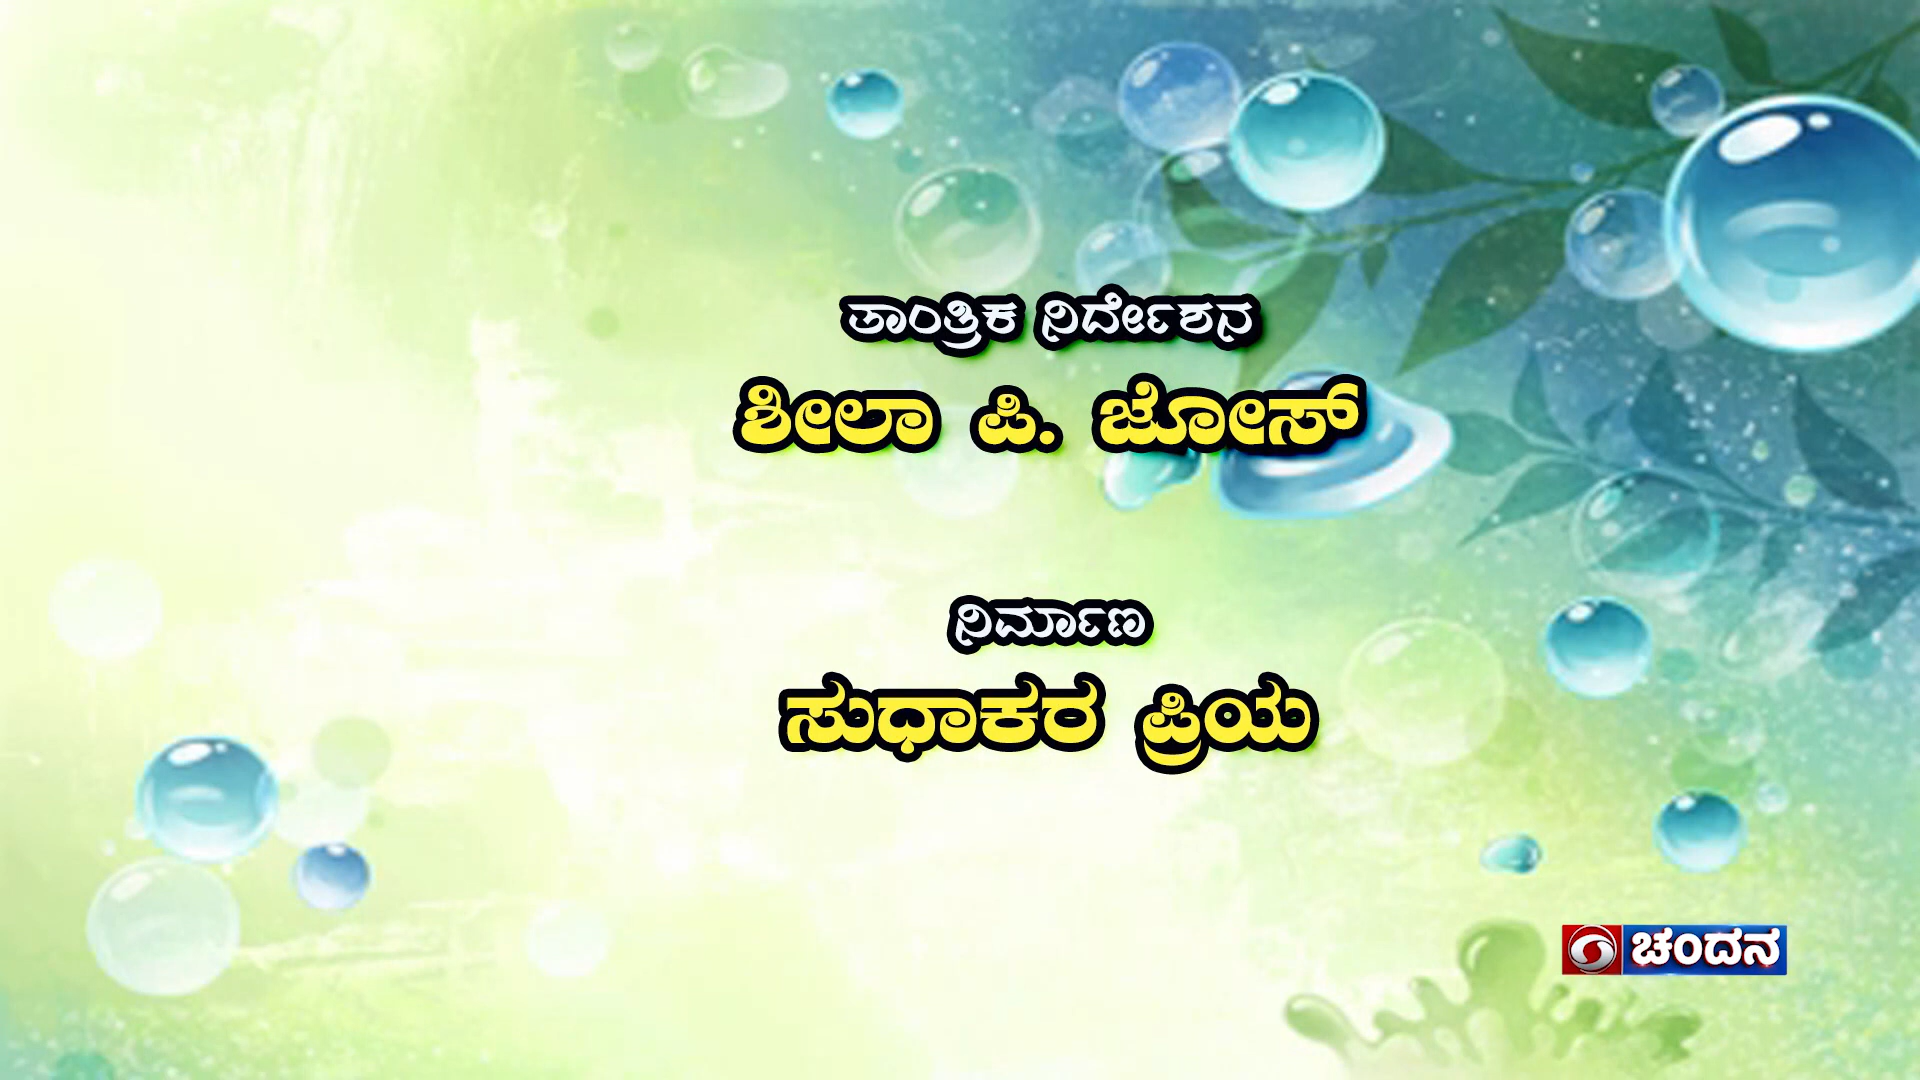 ತಾಂತ್ರಿಕ ನಿರ್ದೇಶನ
ಶೀಲಾ ಪಿ. ಜೋಸ್
ನಿರ್ಮಾಣ
ಸುಧಾಕರ ಪ್ರಿಯ
ಚಂದನ